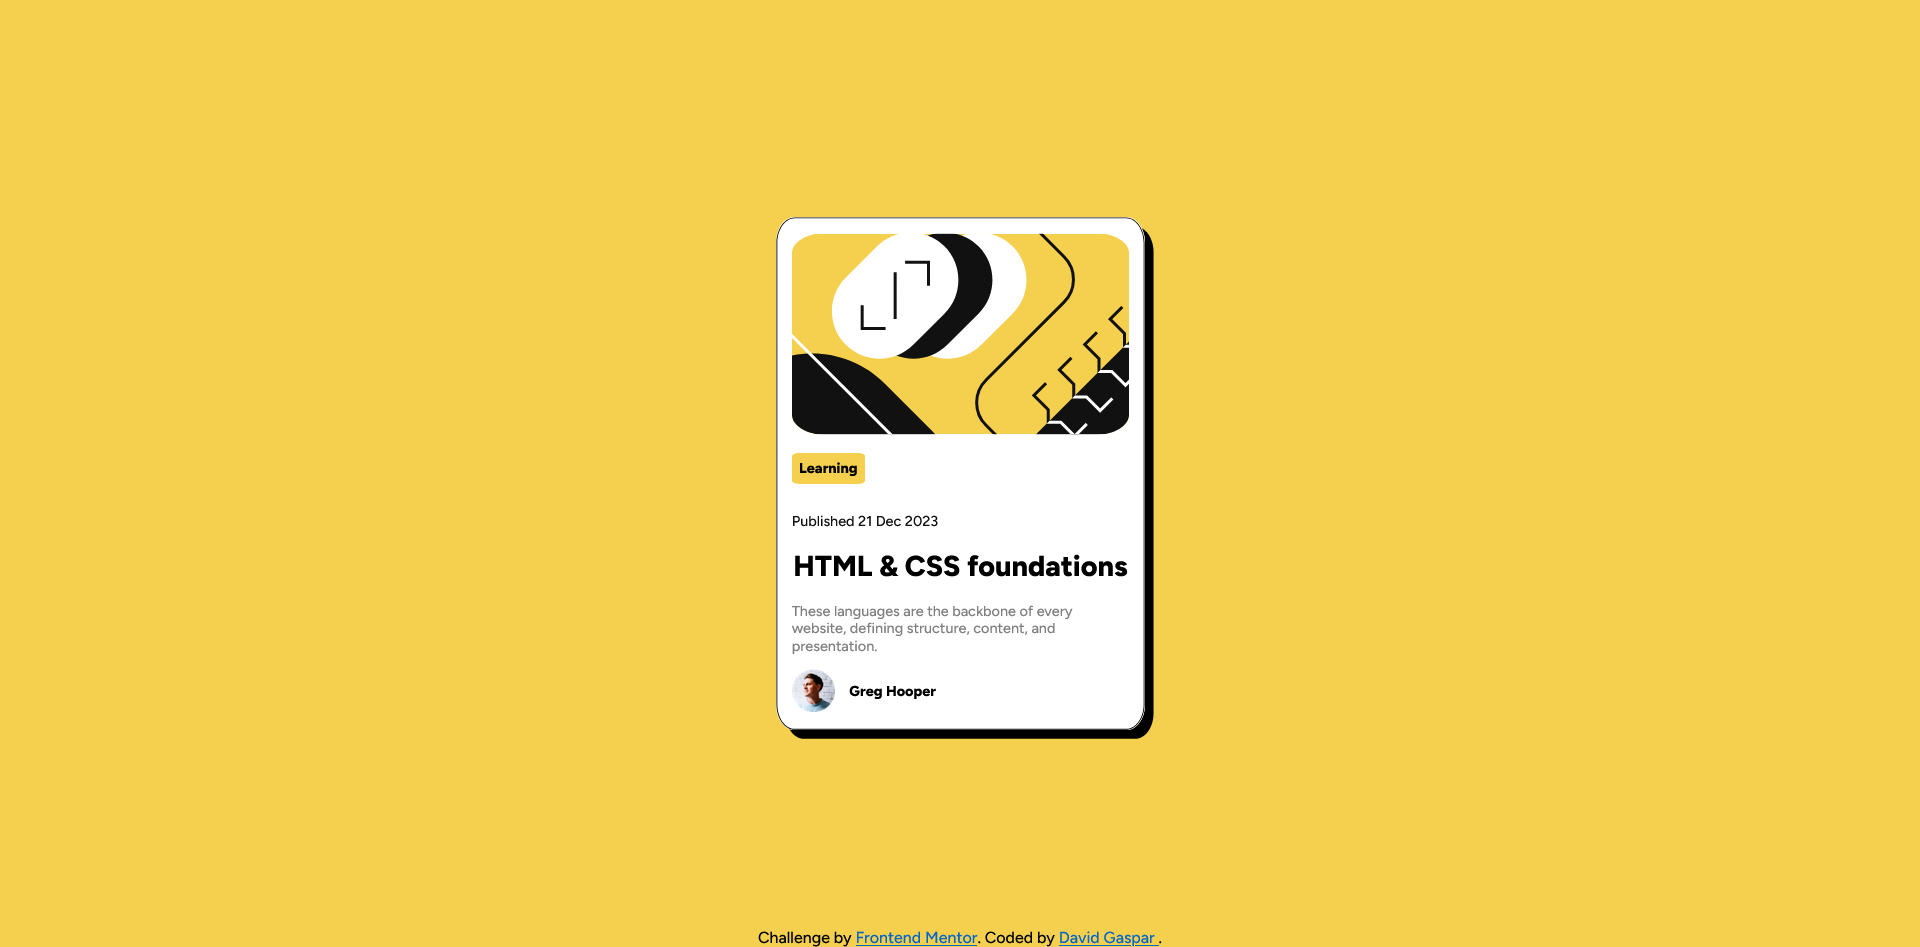 Learning
Published 21 Dec 2023
HTML & CSS foundations
These languages are the backbone of every
website, defining structure, content, and
presentation.
Greg Hooper
Challenge by Frontend Mentor. Coded by David Gaspar .